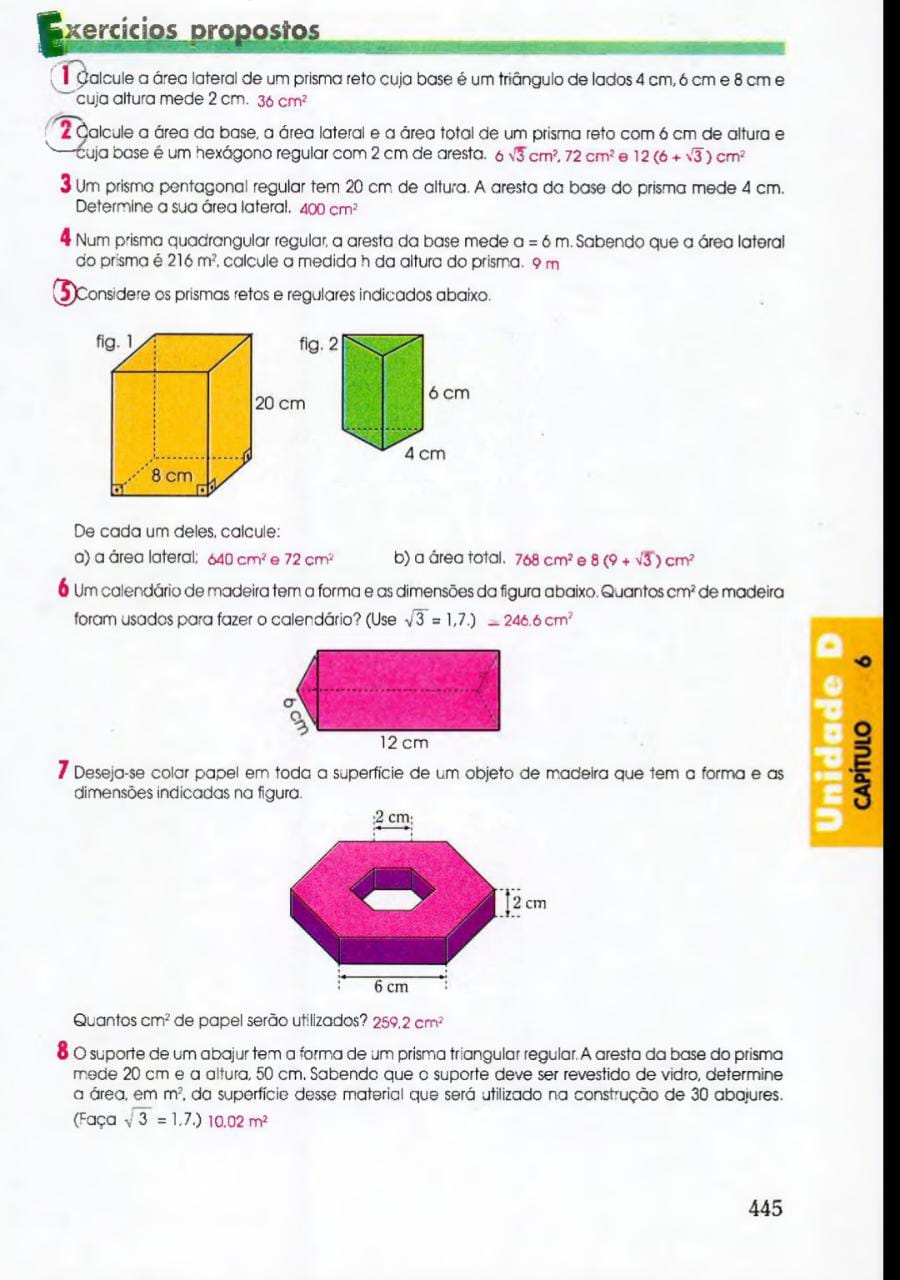 Exercícios propostos
1 Calcule a área lateral de um prisma reto cuja base é um triângulo de lados 4 cm, 6 cm e 8 cm e
cuja altura mede 2 cm. 36 cm²
2 Calcule a área da base, a área lateral e a área total de um prisma reto com 6 cm de altura e
cuja base é um hexágono regular com 2 cm de aresta. 6 √3 cm², 72 cm² e 12 (6 + √3) cm²
3 Um prisma pentagonal regular tem 20 cm de altura. A aresta da base do prisma mede 4 cm.
Determine a sua área lateral. 400 cm²
4 Num prisma quadrangular regular, a aresta da base mede a = 6 m. Sabendo que a área lateral
do prisma é 216 m², calcule a medida h da altura do prisma. 9 m
5 Considere os prismas retos e regulares indicados abaixo.
fig. 1
20 cm
8 cm
fig. 2
6 cm
4 cm
De cada um deles, calcule:
a) a área lateral; 640 cm² e 72 cm²
b) a área total. 768 cm² e 8 (9 + √3) cm²
6 Um calendário de madeira tem a forma e as dimensões da figura abaixo. Quantos cm² de madeira
foram usados para fazer o calendário? (Use √3 = 1,7.) = 246,6 cm²
6 cm
12 cm
7 Deseja-se colar papel em toda a superfície de um objeto de madeira que tem a forma e as
dimensões indicadas na figura.
2 cm
2 cm
6 cm
Quantos cm² de papel serão utilizados? 259,2 cm²
8 O suporte de um abajur tem a forma de um prisma triangular regular. A aresta da base do prisma
mede 20 cm e a altura, 50 cm. Sabendo que o suporte deve ser revestido de vidro, determine
a área, em m², da superfície desse material que será utilizado na construção de 30 abajures.
(Faça √3 = 1,7.) 10,02 m²
Unidade D
CAPÍTULO 6
445